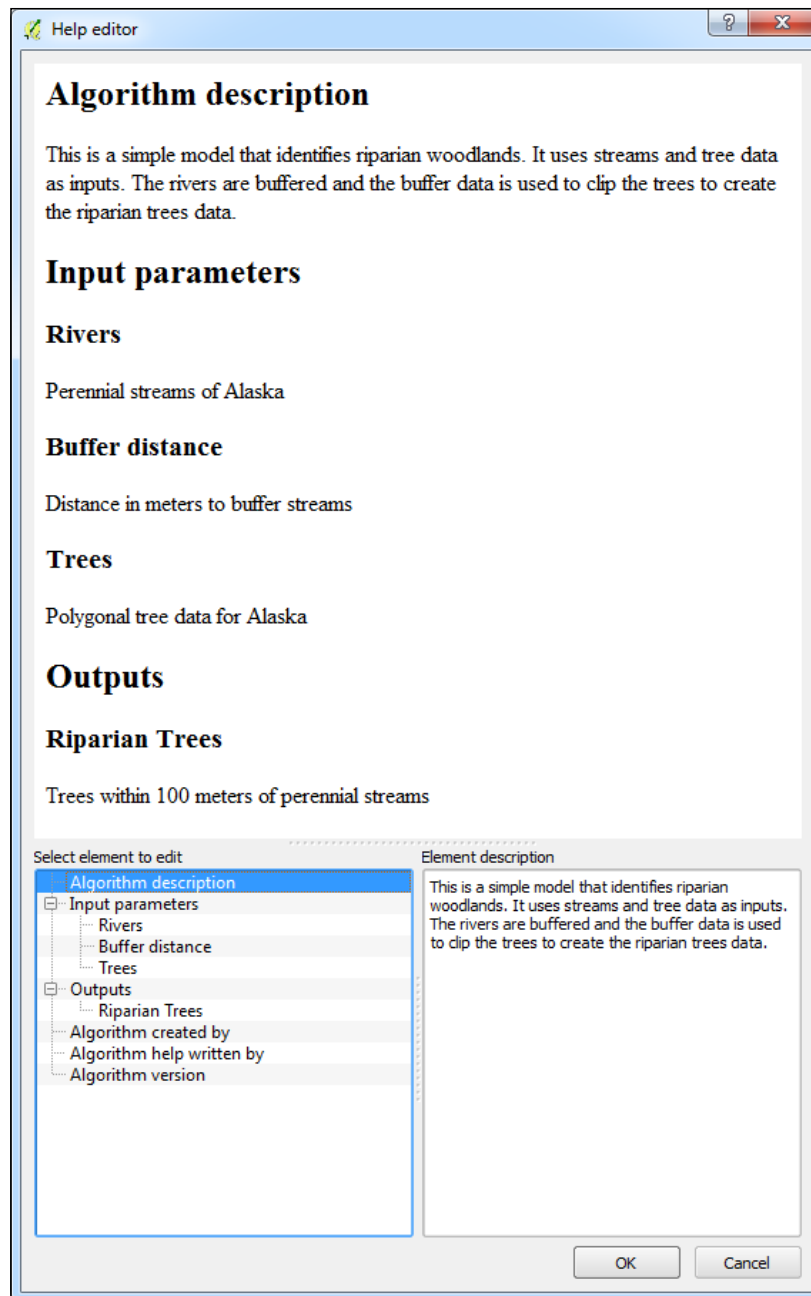 Help editor
?
Algorithm description
This is a simple model that identifies riparian woodlands. It uses streams and tree data
as inputs. The rivers are buffered and the buffer data is used to clip the trees to create
the riparian trees data.
Input parameters
Rivers
Perennial streams of Alaska
Buffer distance
Distance in meters to buffer streams
Trees
Polygonal tree data for Alaska
Outputs
Riparian Trees
Trees within 100 meters of perennial streams
Select element to edit
Algorithm description
Input parameters
Rivers
Buffer distance
Trees
Outputs
Riparian Trees
Algorithm created by
Algorithm help written by
Algorithm version
Element description
This is a simple model that identifies riparian
woodlands. It uses streams and tree data as inputs.
The rivers are buffered and the buffer data is used
to clip the trees to create the riparian trees data.
OK
Cancel